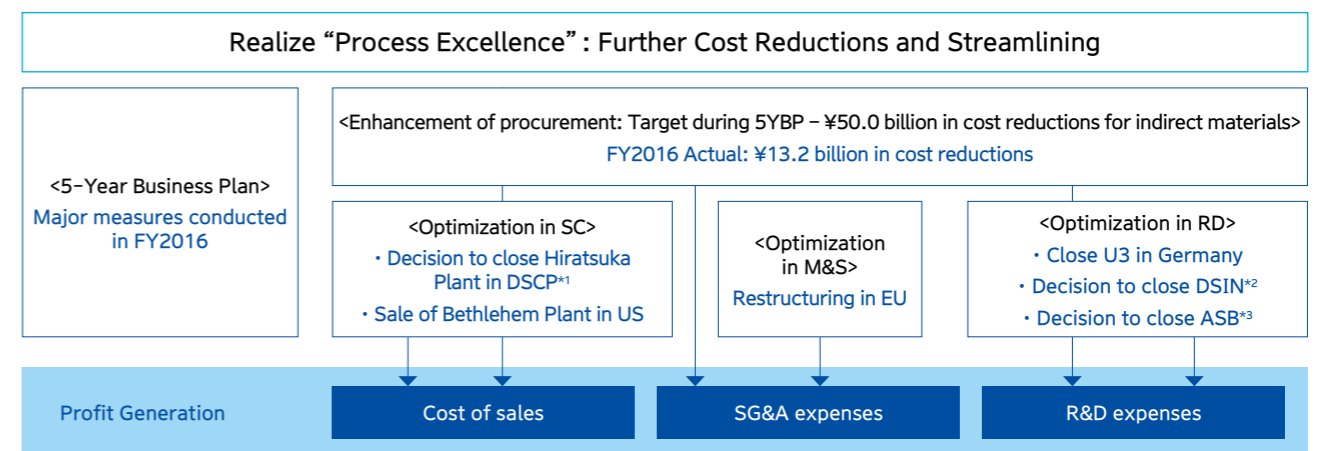 Realize “Process Excellence” : Further Cost Reductions and Streamlining
<5-Year Business Plan>
Major measures conducted
in FY2016
<Enhancement of procurement: Target during 5YBP – ¥50.0 billion in cost reductions for indirect materials>
FY2016 Actual: ¥13.2 billion in cost reductions
<Optimization in SC>
・Decision to close Hiratsuka
Plant in DSCP*1
・Sale of Bethlehem Plant in US
<Optimization
in M&S>
Restructuring in EU
<Optimization in RD>
・Close U3 in Germany
・Decision to close DSIN*2
・Decision to close ASB*3
Profit Generation
Cost of sales
SG&A expenses
R&D expenses